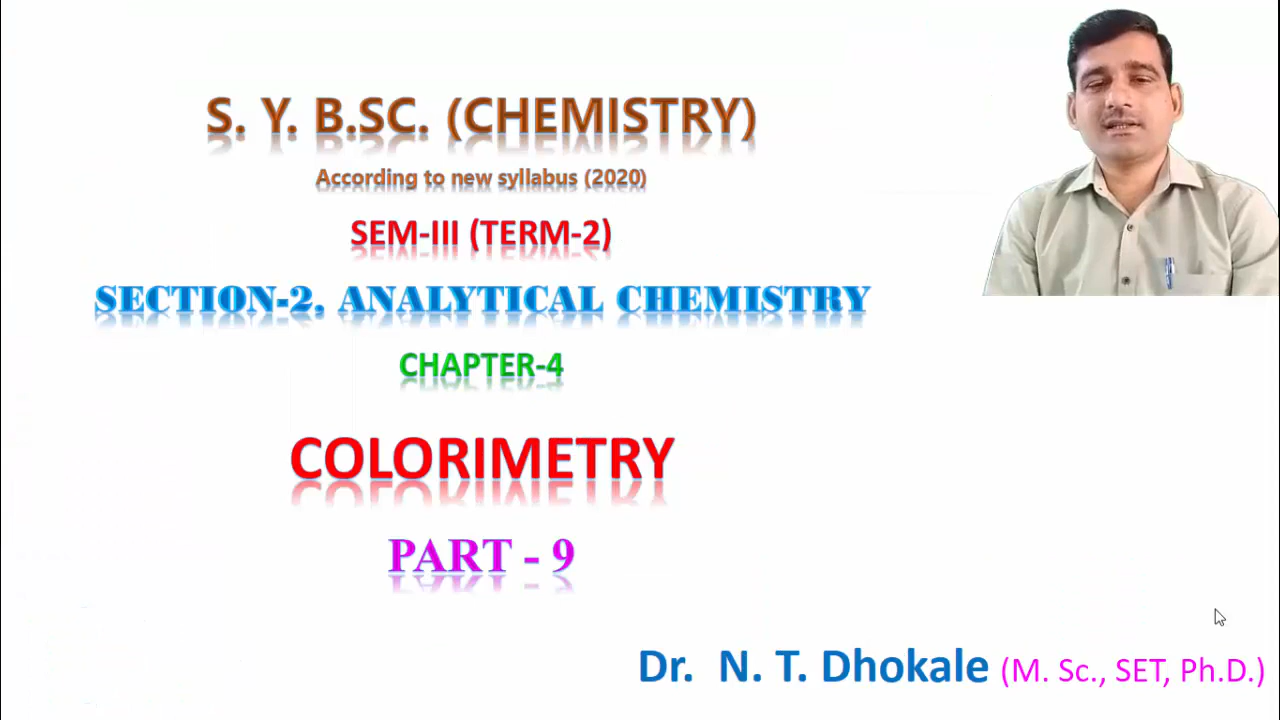 S. Y. B.SC. (CHEMISTRY)
According to new syllabus (2020)
SEM-III (TERM-2)
SECTION-2. ANALYTICAL CHEMISTRY
CHAPTER-4
COLORIMETRY
PART - 9
Dr. N. T. Dhokale (M. Sc., SET, Ph.D.)